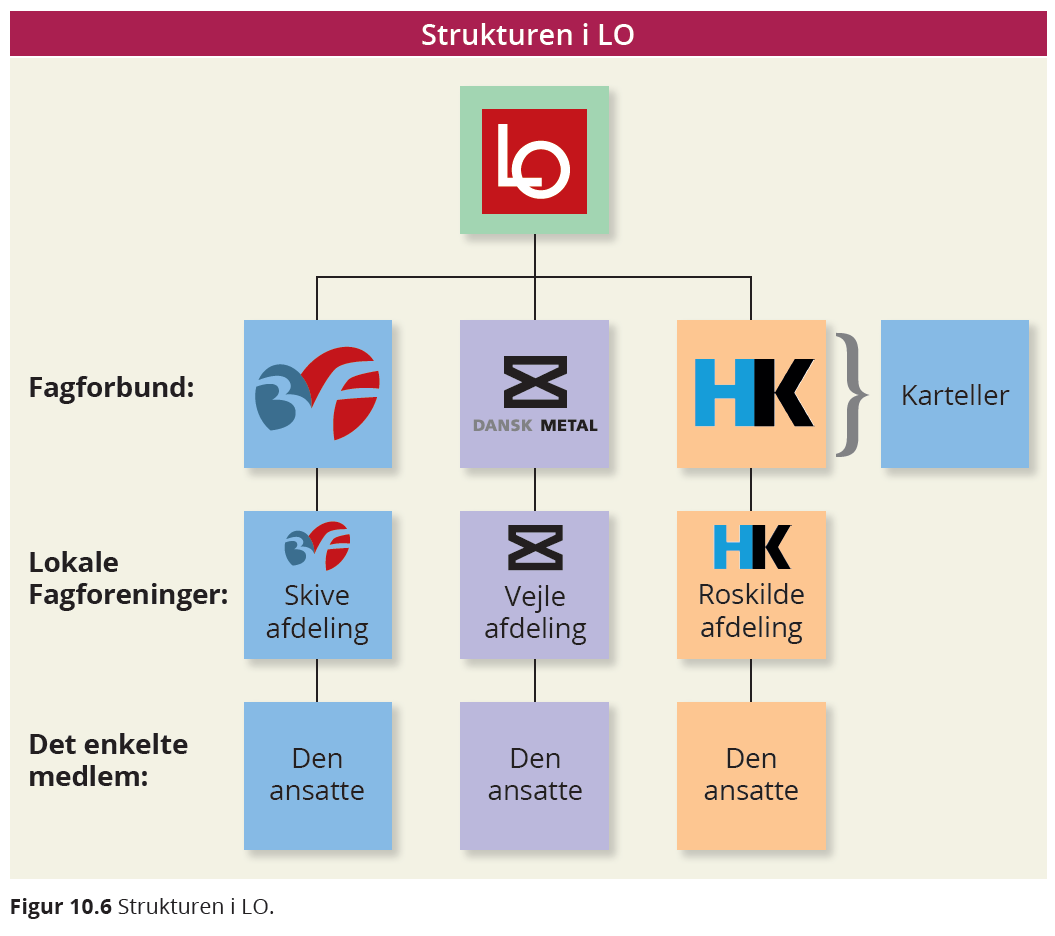 Strukturen i LO
LO
Fagforbund:
3F
DANSK METAL
HK
Karteller
Lokale
Fagforeninger:
3F
Skive
afdeling
Vejle
afdeling
HK
Roskilde
afdeling
Det enkelte
medlem:
Den
ansatte
Den
ansatte
Den
ansatte
Figur 10.6 Strukturen i LO.